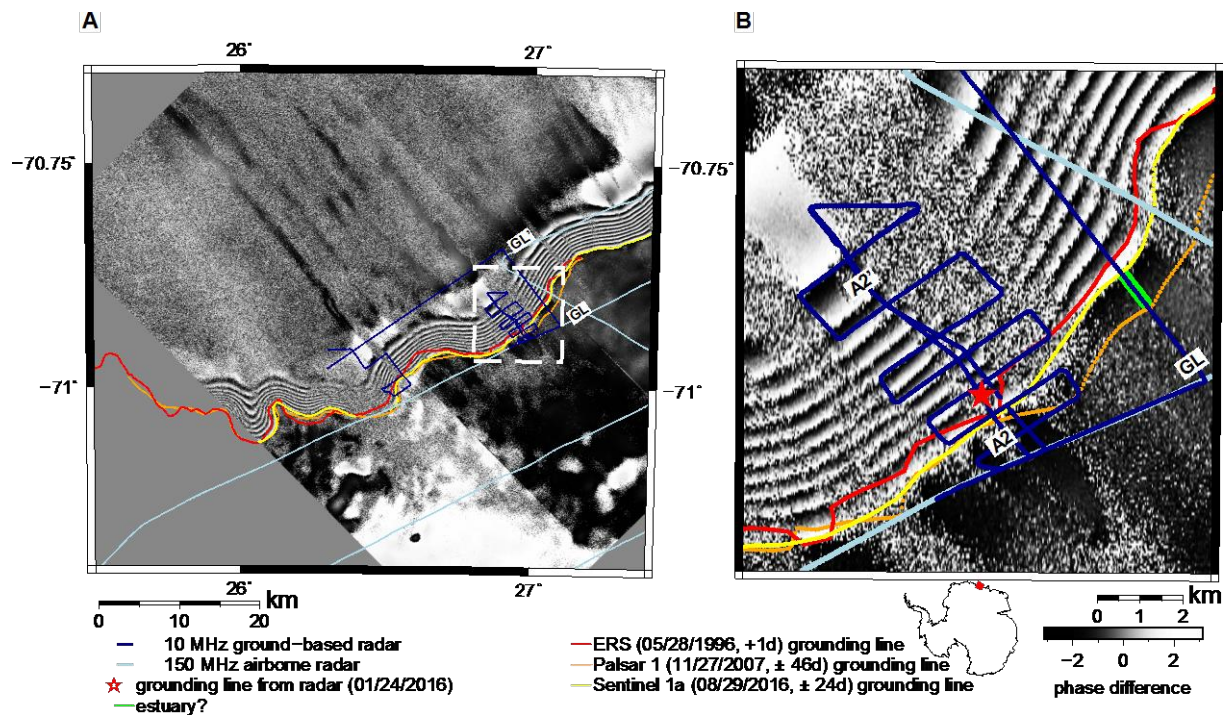 A
B
26° 27°
−70.75° −70.75°
GL'
GL
A2'
−71° −71°
GL
A2
26° 27°
km km
0 10 20 0 1 2
10 MHz ground−based radar
150 MHz airborne radar
grounding line from radar (01/24/2016)
estuary?
ERS (05/28/1996, +1d) grounding line
Palsar 1 (11/27/2007, ± 46d) grounding line
Sentinel 1a (08/29/2016, ± 24d) grounding line
−2 0 2
phase difference